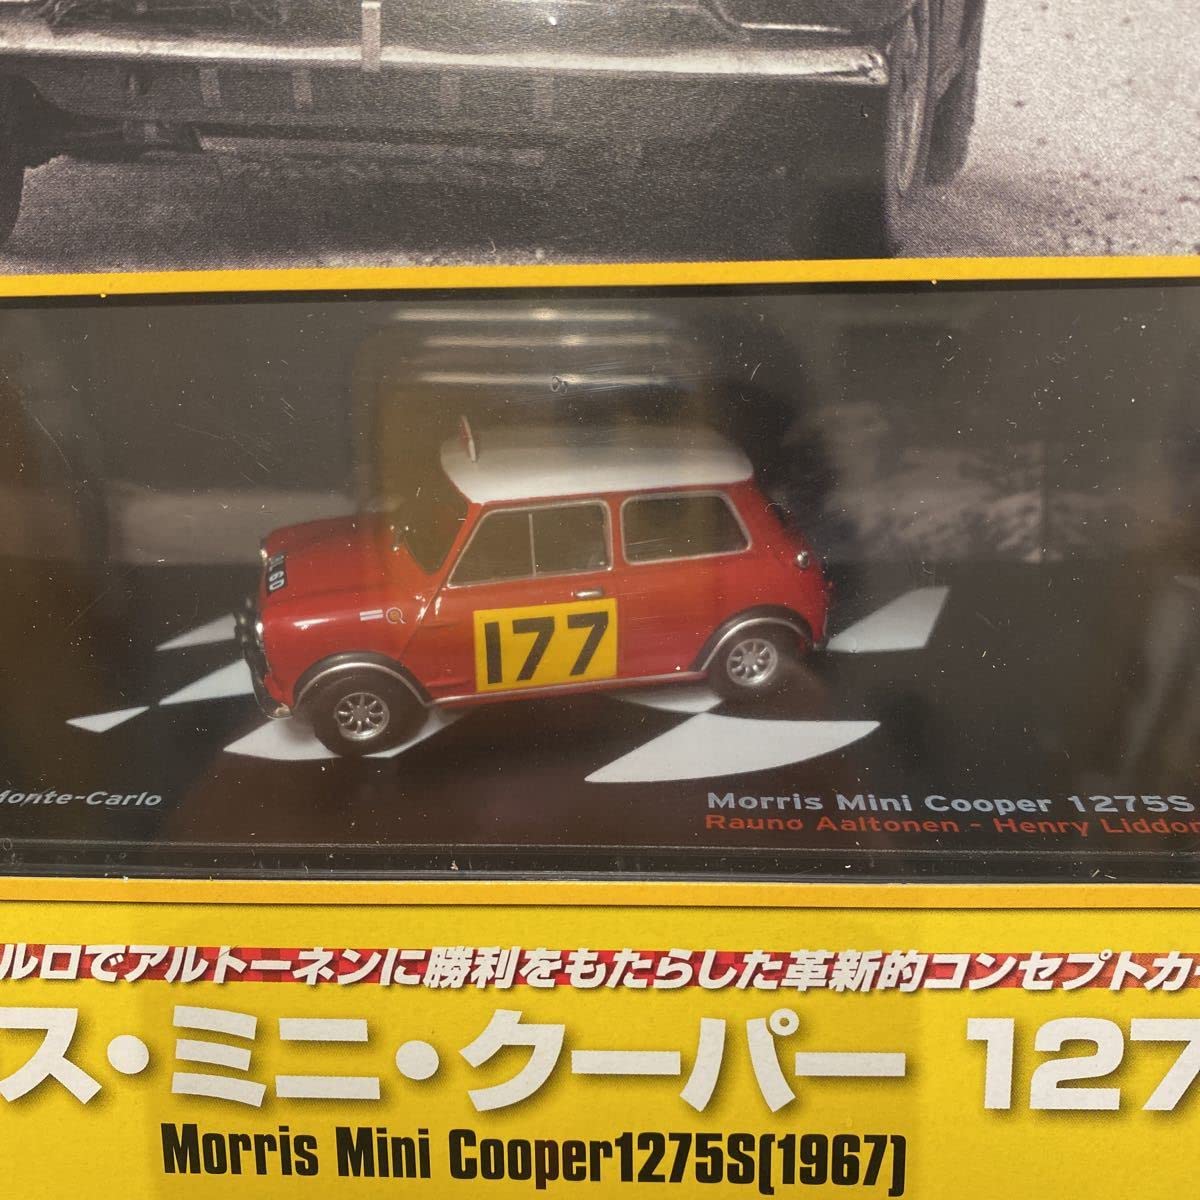 6D
177
Monte-Carlo
Morris Mini Cooper 1275S
Rauno Aaltonen - Henry Liddon
ルロでアルトーネンに勝利をもたらした革新的コンセプトカ
ス・ミニ・クーパー 127
Morris Mini Cooper1275S(1967)